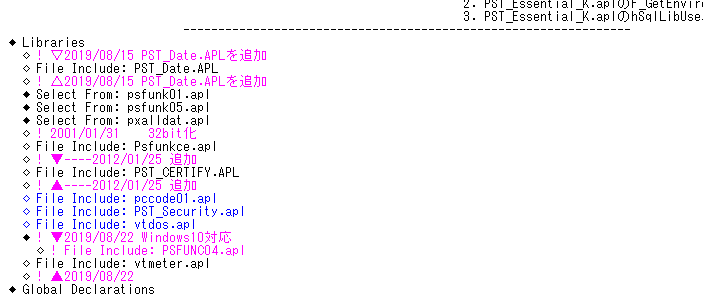 2. PST_Essential_K.aplのF_GetEnviro
3. PST_Essential_K.aplのhSqlLibUse
◆ Libraries
◇ ! ▽2019/08/15 PST_Date.APLを追加
◇ File Include: PST_Date.APL
◇ ! △2019/08/15 PST_Date.APLを追加
◆ Select From: psfunk01.apl
◆ Select From: psfunk05.apl
◆ Select From: pxalldat.apl
◇ ! 2001/01/31 32bit化
◇ File Include: Psfunkce.apl
◇ ! ▼----2012/01/25 追加
◇ File Include: PST_CERTIFY.APL
◇ ! ▲----2012/01/25 追加
◇ File Include: pccode01.apl
◇ File Include: PST_Security.apl
◇ File Include: vtdos.apl
◆ ! ▼2019/08/22 Windows10対応
◇ ! File Include: PSFUNC04.apl
◇ File Include: vtmeter.apl
◇ ! ▲2019/08/22
◆ Global Declarations